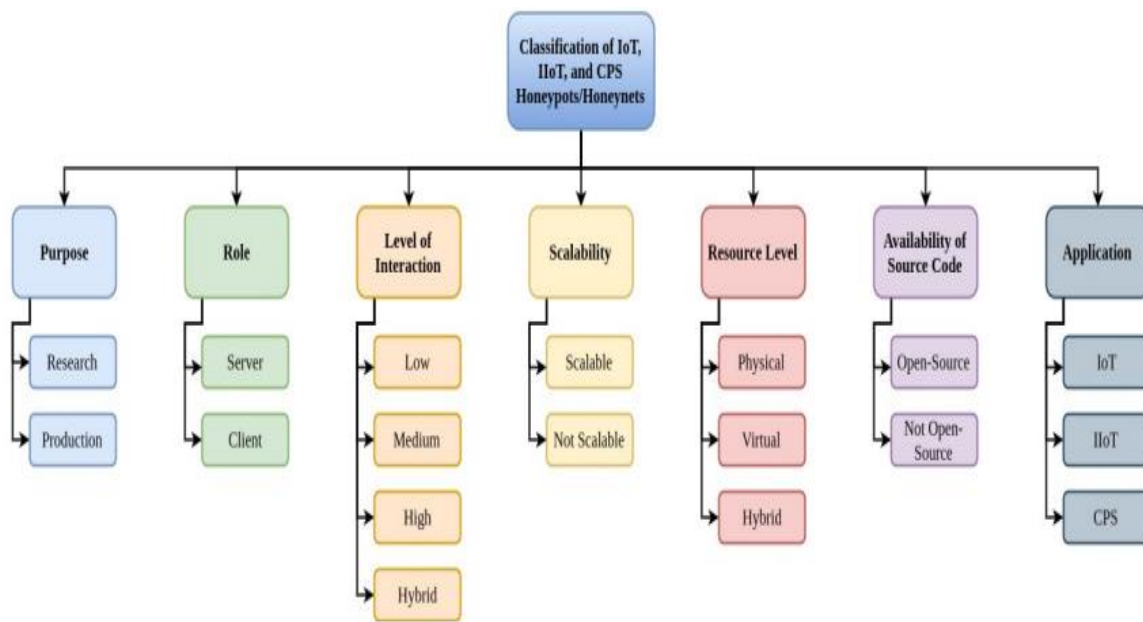 Classification of IoT,
IIoT, and CPS
Honeypots/Honeynets
Purpose
Role
Level of
Interaction
Scalability
Resource Level
Availability of
Source Code
Application
Research
Server
Low
Scalable
Physical
Open-Source
IoT
Production
Client
Medium
Not Scalable
Virtual
Not Open-
Source
IIoT
High
Hybrid
CPS
Hybrid